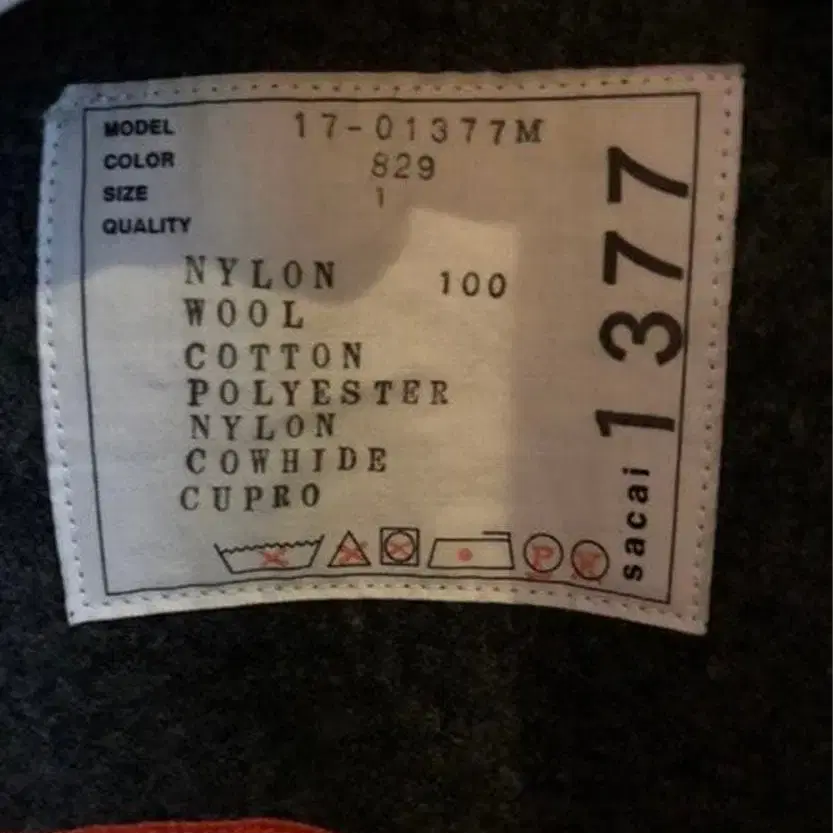 MODEL 17-01377M
COLOR 829
SIZE 1
QUALITY
NYLON 100
WOOL
COTTON
POLYESTER
NYLON
COWHIDE
CUPRO
P
sacai 1377